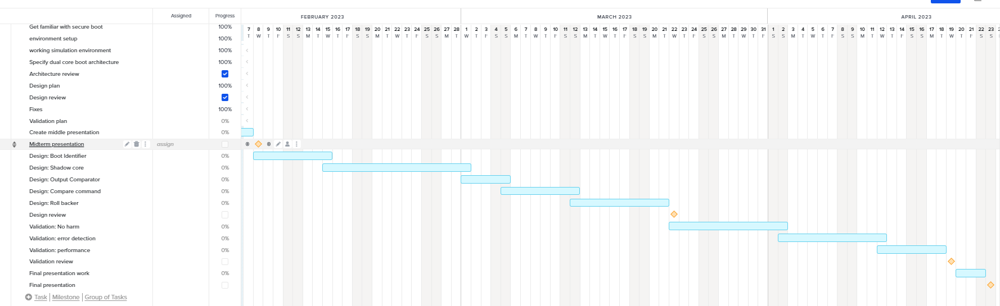 FEBRUARY 2023 MARCH 2023 APRIL 2023
Assigned Progress
7 8 9 10 11 12 13 14 15 16 17 18 19 20 21 22 23 24 25 26 27 28 1 2 3 4 5 6 7 8 9 10 11 12 13 14 15 16 17 18 19 20 21 22 23 24 25 26 27 28 29 30 31 1 2 3 4 5 6 7 8 9 10 11 12 13 14 15 16 17 18 19 20 21 22 23
T W T F S S M T W T F S S M T W T F S S M T W T F S S M T W T F S S M T W T F S S M T W T F S S M T W T F S S M T W T F S S M T W T F S S M T W T F S S
Get familiar with secure boot 100%
environment setup 100%
working simulation environment 100%
Specify dual core boot architecture 100%
Architecture review
Design plan 100%
Design review
Fixes 100%
Validation plan 0%
Create middle presentation 0%
Midterm presentation assign
Design: Boot Identifier 0%
Design: Shadow core 0%
Design: Output Comparator 0%
Design: Compare command 0%
Design: Roll backer 0%
Design review
Validation: No harm 0%
Validation: error detection 0%
Validation: performance 0%
Validation review
Final presentation work 0%
Final presentation
Task | Milestone | Group of Tasks